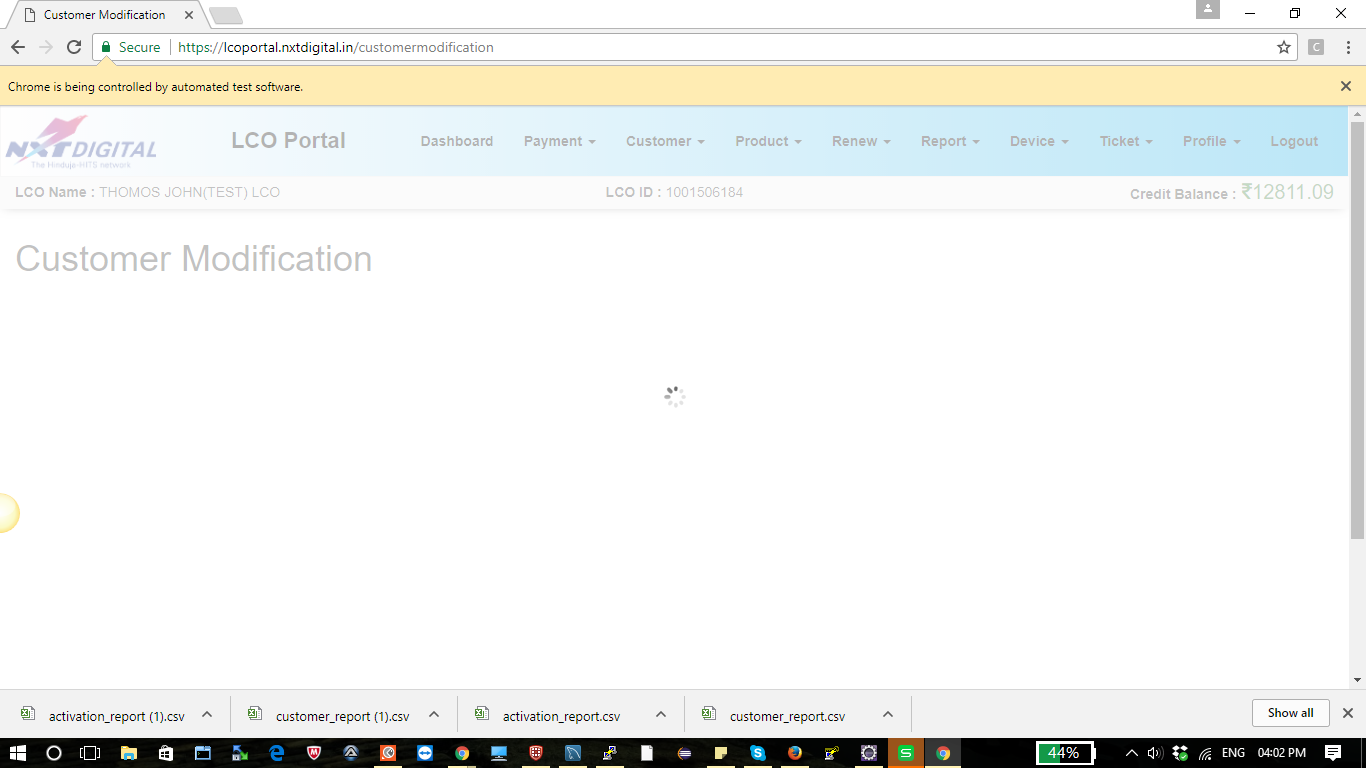 Customer Modification
Secure https://lcoportal.nxtdigital.in/customermodification C
Chrome is being controlled by automated test software.
NXTDIGITAL
The Hinduja-HITS network
LCO Portal Dashboard Payment Customer Product Renew Report Device Ticket Profile Logout
LCO Name : THOMOS JOHN(TEST) LCO LCO ID : 1001506184 Credit Balance : ₹12811.09
Customer Modification
activation_report (1).csv customer_report (1).csv activation_report.csv customer_report.csv Show all
44% ENG 04:02 PM